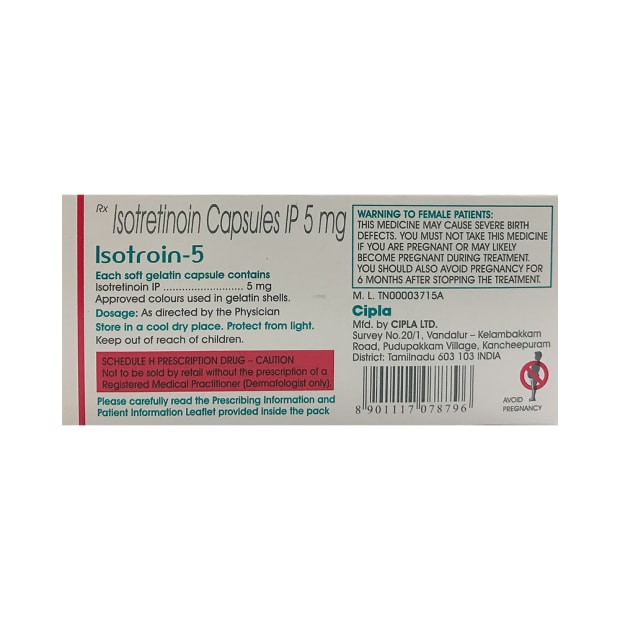 Rx Isotretinoin Capsules IP 5 mg
Isotroin-5
Each soft gelatin capsule contains
Isotretinoin IP .......................... 5 mg
Approved colours used in gelatin shells.
Dosage: As directed by the Physician
Store in a cool dry place. Protect from light.
Keep out of reach of children.
SCHEDULE H PRESCRIPTION DRUG – CAUTION
Not to be sold by retail without the prescription of a
Registered Medical Practitioner (Dermatologist only).
Please carefully read the Prescribing Information and
Patient Information Leaflet provided inside the pack
WARNING TO FEMALE PATIENTS:
THIS MEDICINE MAY CAUSE SEVERE BIRTH
DEFECTS. YOU MUST NOT TAKE THIS MEDICINE
IF YOU ARE PREGNANT OR MAY LIKELY
BECOME PREGNANT DURING TREATMENT.
YOU SHOULD ALSO AVOID PREGNANCY FOR
6 MONTHS AFTER STOPPING THE TREATMENT.
M. L. TN00003715A
Cipla
Mfd. by CIPLA LTD.
Survey No.20/1, Vandalur – Kelambakkam
Road, Pudupakkam Village, Kancheepuram
District: Tamilnadu 603 103 INDIA
8 901117 078796
AVOID
PREGNANCY